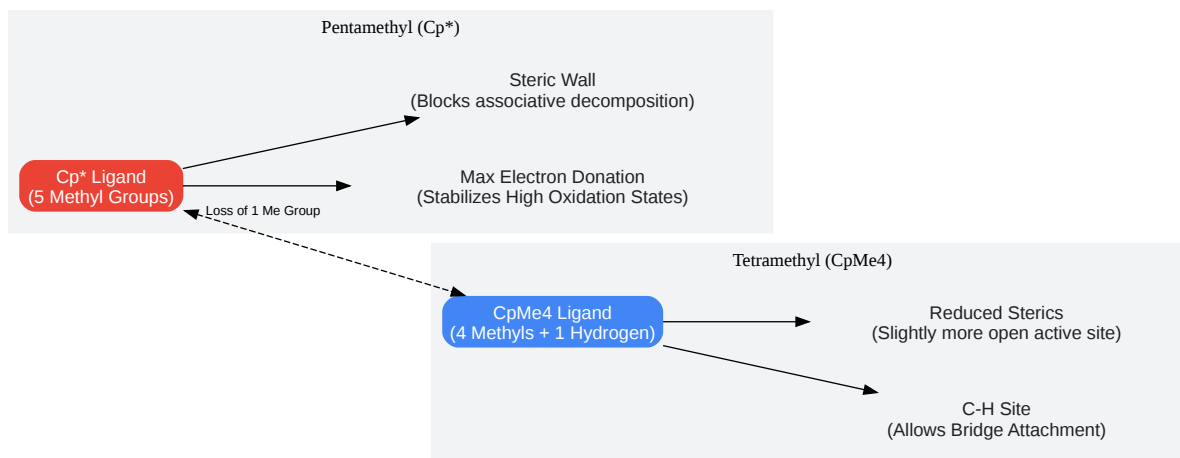 Pentamethyl (Cp*)
Steric Wall
(Blocks associative decomposition)
Cp* Ligand
(5 Methyl Groups)
Max Electron Donation
(Stabilizes High Oxidation States)
Loss of 1 Me Group
Tetramethyl (CpMe4)
CpMe4 Ligand
(4 Methyls + 1 Hydrogen)
Reduced Sterics
(Slightly more open active site)
C-H Site
(Allows Bridge Attachment)